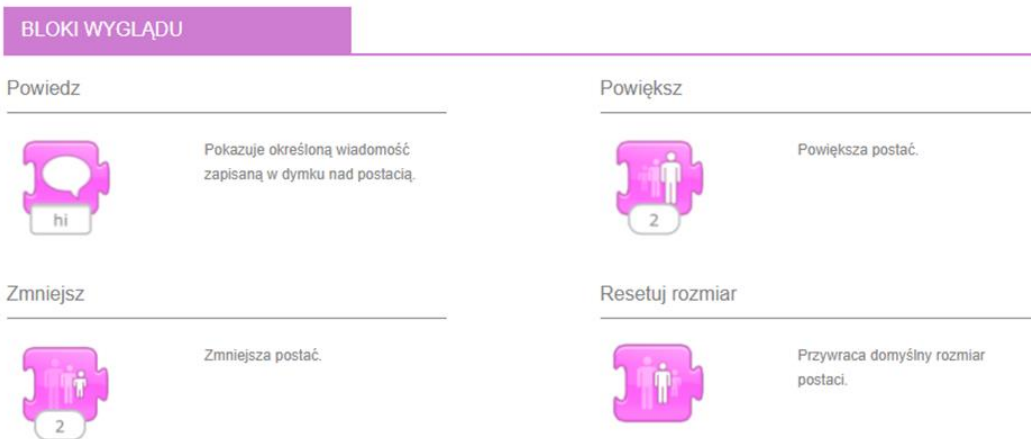 BLOKI WYGLĄDU
Powiedz
hi
Pokazuje określoną wiadomość
zapisaną w dymku nad postacią.
Powiększ
2
Powiększa postać.
Zmniejsz
2
Zmniejsza postać.
Resetuj rozmiar
Przywraca domyślny rozmiar
postaci.